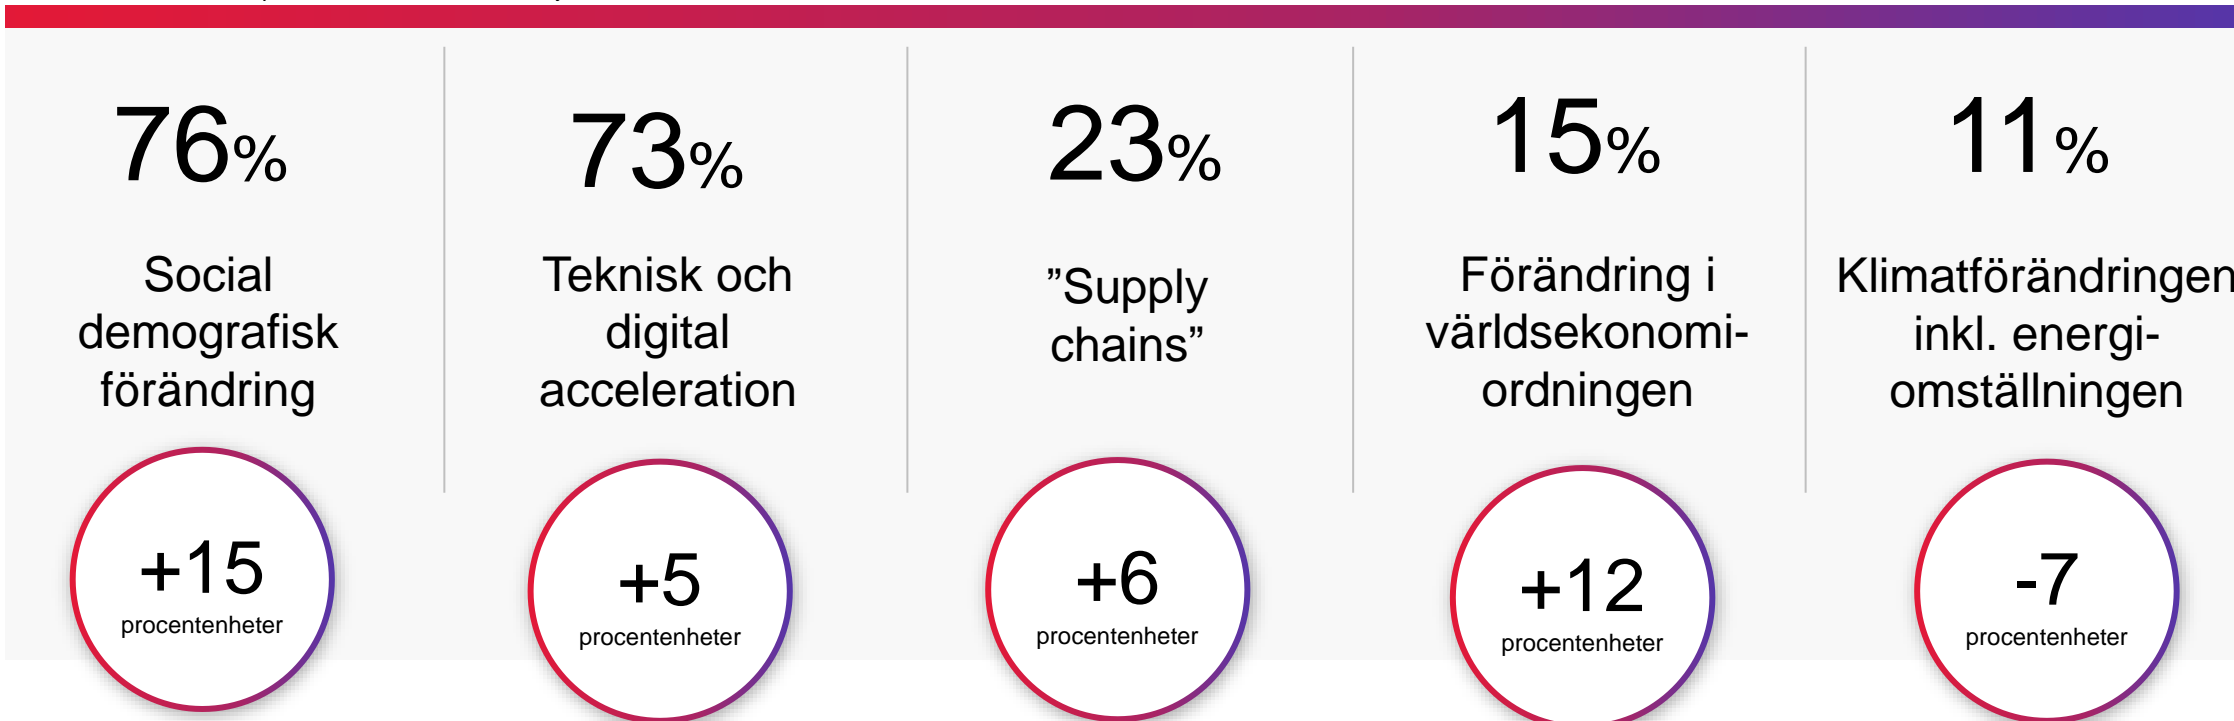 76%
Social
demografisk
förändring
+15
procentenheter
73%
Teknisk och
digital
acceleration
+5
procentenheter
23%
”Supply
chains”
+6
procentenheter
15%
Förändring i
världsekonomi-
ordningen
+12
procentenheter
11%
Klimatförändringen
inkl. energi-
omställningen
-7
procentenheter